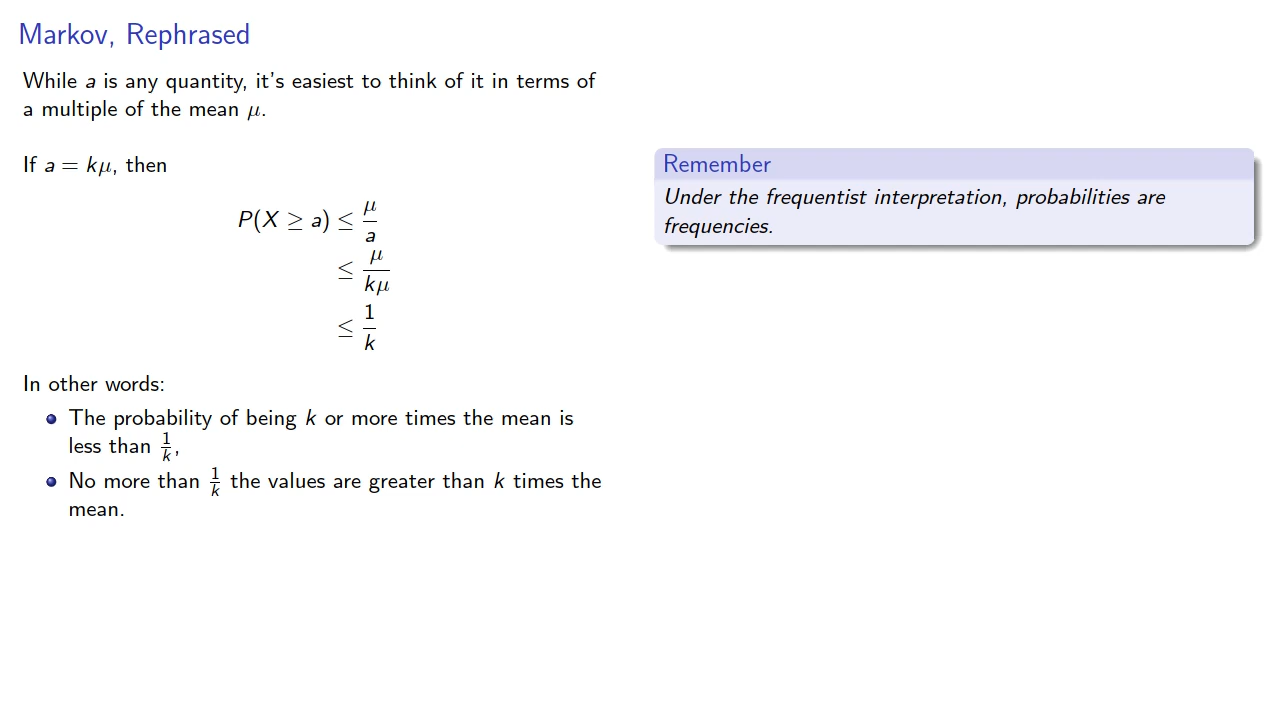 Markov, Rephrased
While a is any quantity, it's easiest to think of it in terms of
a multiple of the mean μ.
If a = kμ, then
P(X ≥ a) ≤ μ/a
≤ μ/kμ
≤ 1/k
In other words:
The probability of being k or more times the mean is
less than 1/k,
No more than 1/k the values are greater than k times the
mean.
Remember
Under the frequentist interpretation, probabilities are
frequencies.